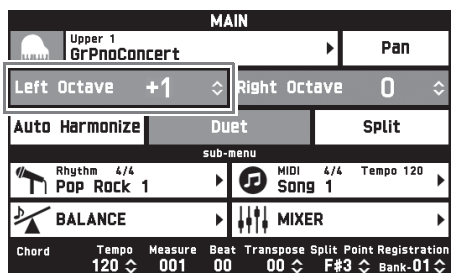 MAIN
Upper 1
GrPnoConcert
Pan
Left Octave +1 Right Octave 0
Auto Harmonize Duet Split
sub-menu
Rhythm 4/4
Pop Rock 1
MIDI 4/4 Tempo 120
Song 1
BALANCE MIXER
Chord Tempo Measure Beat Transpose Split Point Registration
120 001 00 00 F#3 Bank-01